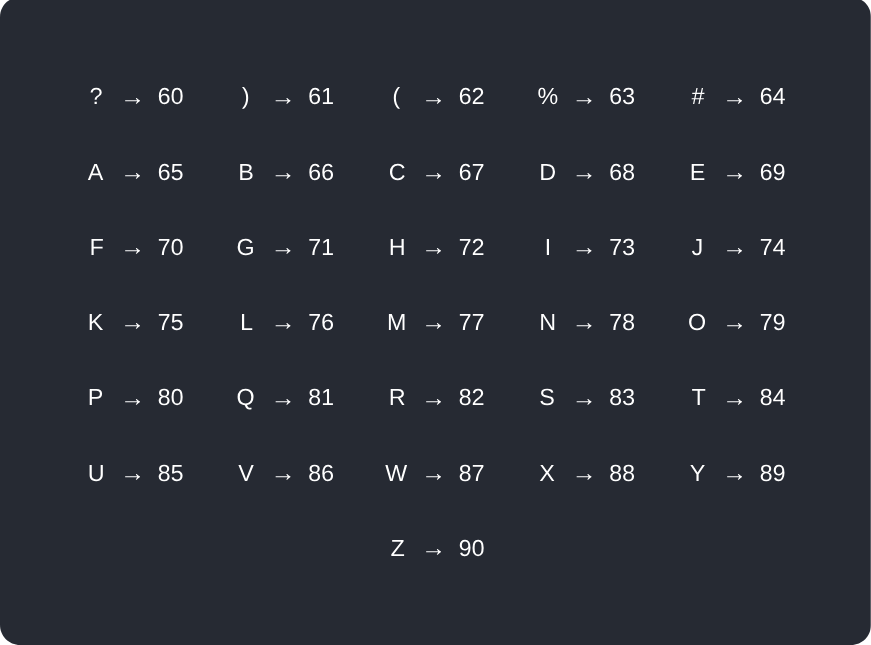 ? → 60 ) → 61 ( → 62 % → 63 # → 64
A → 65 B → 66 C → 67 D → 68 E → 69
F → 70 G → 71 H → 72 I → 73 J → 74
K → 75 L → 76 M → 77 N → 78 O → 79
P → 80 Q → 81 R → 82 S → 83 T → 84
U → 85 V → 86 W → 87 X → 88 Y → 89
Z → 90